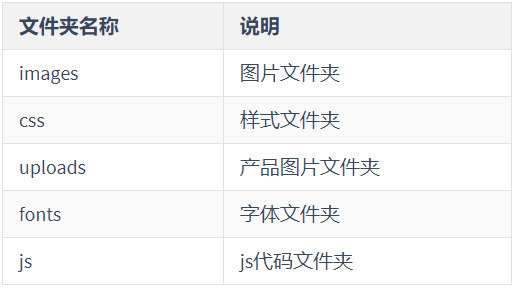 文件夹名称 说明
images 图片文件夹
css 样式文件夹
uploads 产品图片文件夹
fonts 字体文件夹
js js代码文件夹